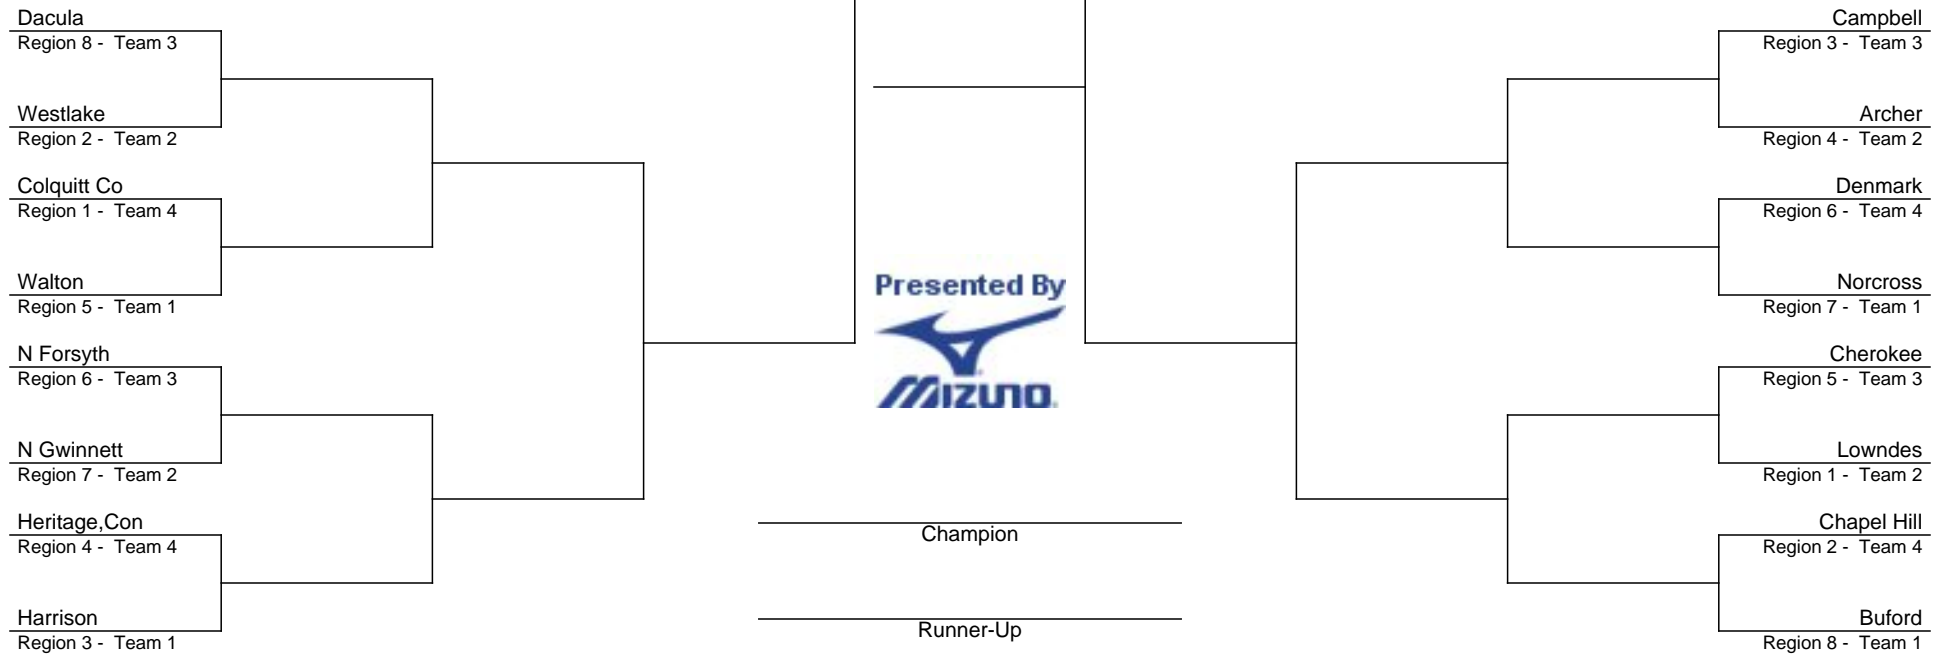 Dacula
Region 8 -  Team 3
Westlake
Region 2 -  Team 2
Colquitt Co
Region 1 -  Team 4
Walton
Region 5 -  Team 1
N Forsyth
Region 6 -  Team 3
N Gwinnett
Region 7 -  Team 2
Heritage,Con
Region 4 -  Team 4
Harrison
Region 3 -  Team 1
Presented By
MIZUNO
Champion
Runner-Up
Campbell
Region 3 -  Team 3
Archer
Region 4 -  Team 2
Denmark
Region 6 -  Team 4
Norcross
Region 7 -  Team 1
Cherokee
Region 5 -  Team 3
Lowndes
Region 1 -  Team 2
Chapel Hill
Region 2 -  Team 4
Buford
Region 8 -  Team 1